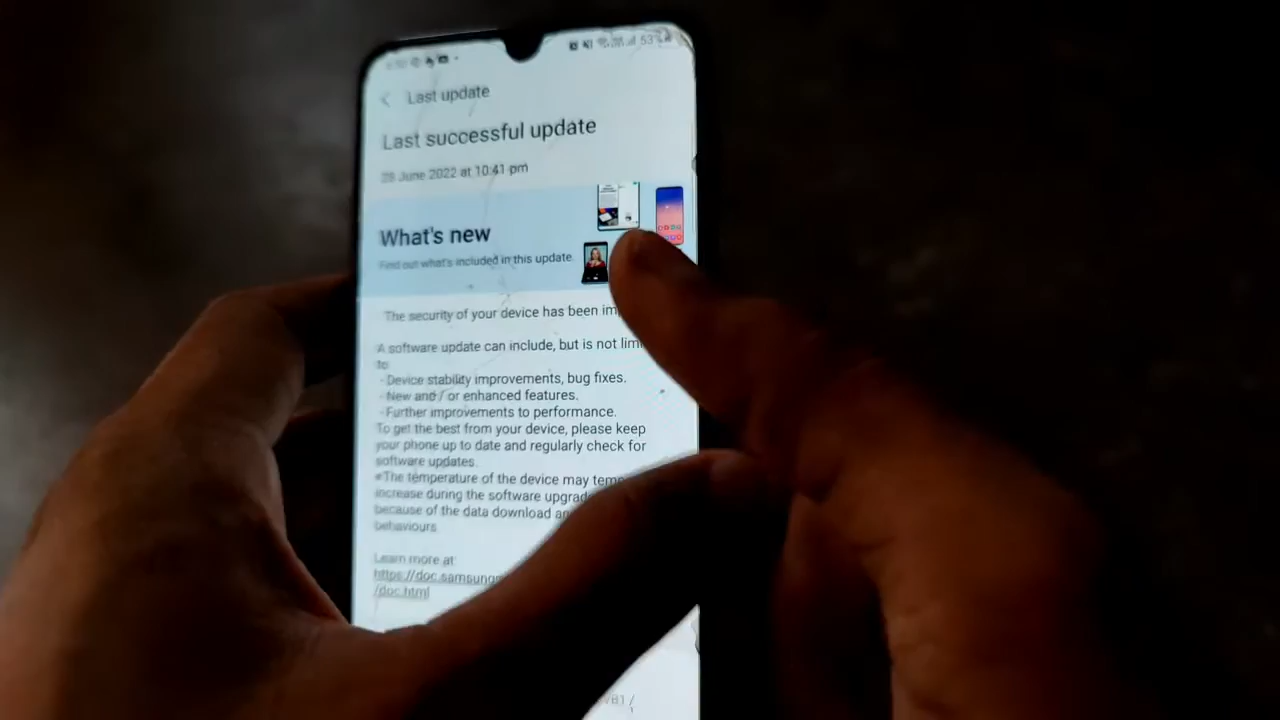 53%
Last update
Last successful update
28 June 2022 at 10:41 pm
What's new
Find out what's included in this update.
The security of your device has been im
A software update can include, but is not lim
to:
- Device stability improvements, bug fixes.
- New and / or enhanced features.
- Further improvements to performance.
To get the best from your device, please keep
your phone up to date and regularly check for
software updates.
※The temperature of the device may temp
increase during the software upgrad
because of the data download an
behaviours
Learn more at:
https://doc.samsungm
/doc.html
VB1 /